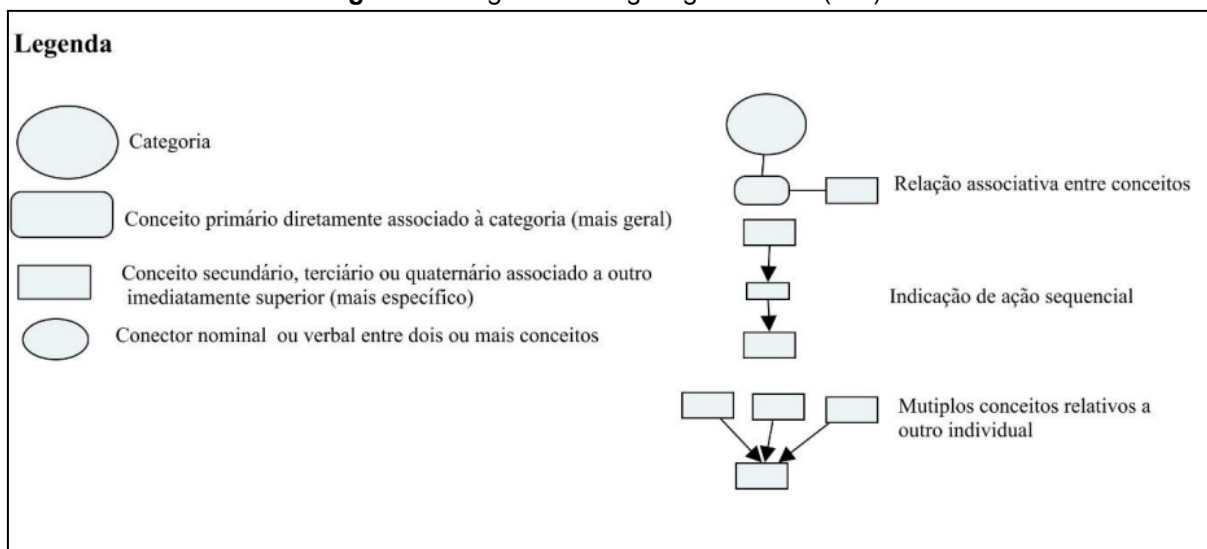 Legenda
Categoria
Conceito primário diretamente associado à categoria (mais geral)
Conceito secundário, terciário ou quaternário associado a outro
imediatamente superior (mais específico)
Conector nominal ou verbal entre dois ou mais conceitos
Relação associativa entre conceitos
Indicação de ação sequencial
Mutiplos conceitos relativos a
outro individual